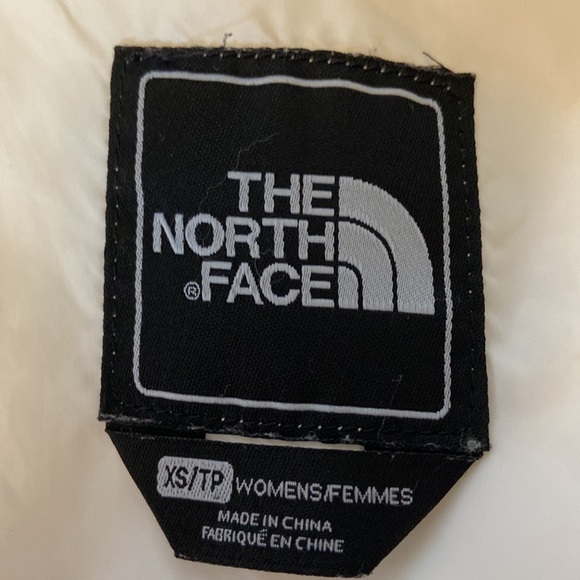 THE
NORTH
® FACE
XS/TP WOMENS/FEMMES
MADE IN CHINA
FABRIQUÉ EN CHINE